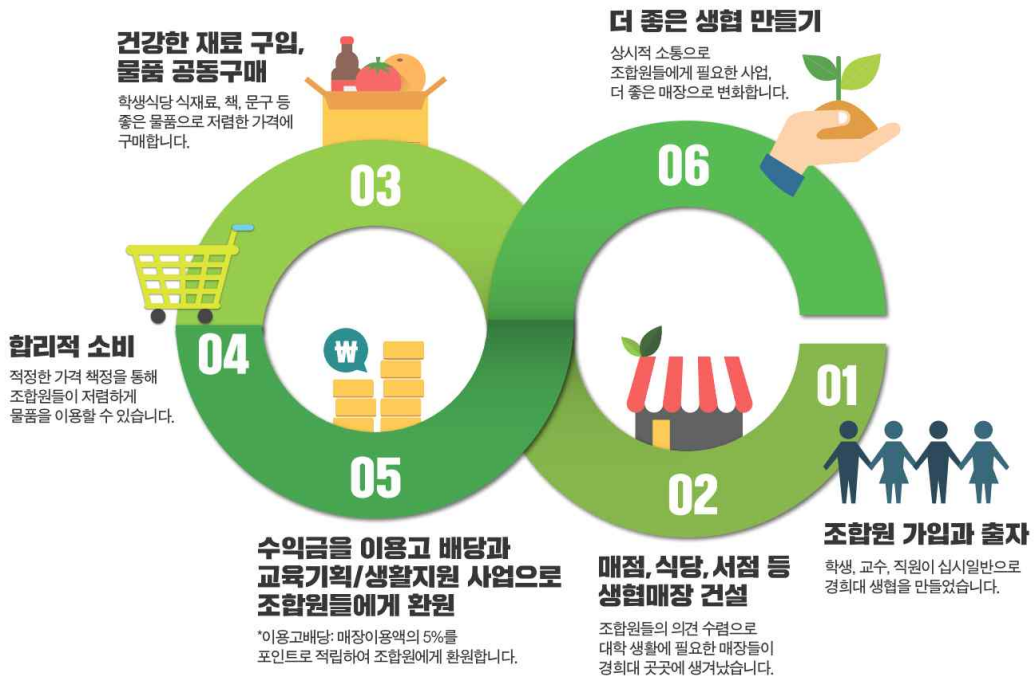 01
조합원 가입과 출자
학생, 교수, 직원이 십시일반으로
경희대 생협을 만들었습니다.
02
매점, 식당, 서점 등
생협매장 건설
조합원들의 의견 수렴으로
대학 생활에 필요한 매장들이
경희대 곳곳에 생겨났습니다.
03
건강한 재료 구입,
물품 공동구매
학생식당 식재료, 책, 문구 등
좋은 물품으로 저렴한 가격에
구매합니다.
04
합리적 소비
적정한 가격 책정을 통해
조합원들이 저렴하게
물품을 이용할 수 있습니다.
₩
05
수익금을 이용고 배당과
교육기획/생활지원 사업으로
조합원들에게 환원
*이용고배당: 매장이용액의 5%를
포인트로 적립하여 조합원에게 환원합니다.
06
더 좋은 생협 만들기
상시적 소통으로
조합원들에게 필요한 사업,
더 좋은 매장으로 변화합니다.